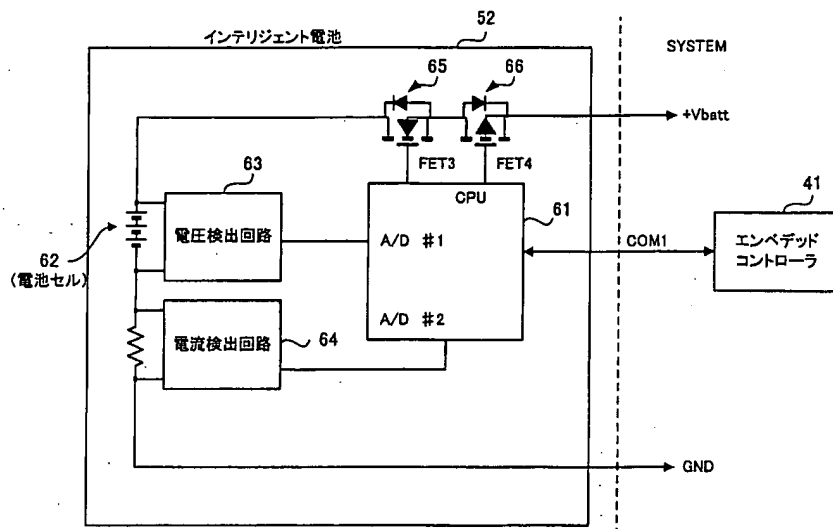 インテリジェント電池
52
SYSTEM
65
66
+Vbatt
FET3
FET4
63
CPU
61
41
電圧検出回路
A/D #1
COM1
エンベデッド
コントローラ
62
(電池セル)
A/D #2
電流検出回路
64
GND